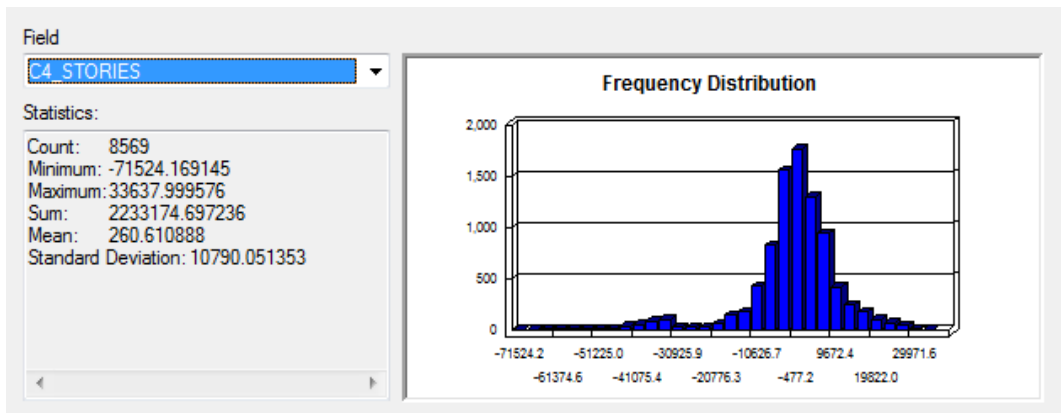 Field
C4_STORIES
Statistics:
Count: 8569
Minimum: -71524.169145
Maximum: 33637.999576
Sum: 2233174.697236
Mean: 260.610888
Standard Deviation: 10790.051353
Frequency Distribution
2,000
1,500
1,000
500
0
-71524.2 -51225.0 -30925.9 -10626.7 9672.4 29971.6
-61374.6 -41075.4 -20776.3 -477.2 19822.0